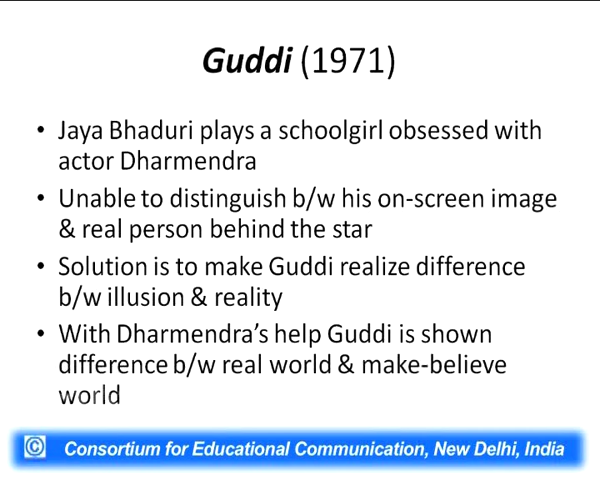 Guddi (1971)
• Jaya Bhaduri plays a schoolgirl obsessed with
actor Dharmendra
• Unable to distinguish b/w his on-screen image
& real person behind the star
• Solution is to make Guddi realize difference
b/w illusion & reality
• With Dharmendra's help Guddi is shown
difference b/w real world & make-believe
world
© Consortium for Educational Communication, New Delhi, India